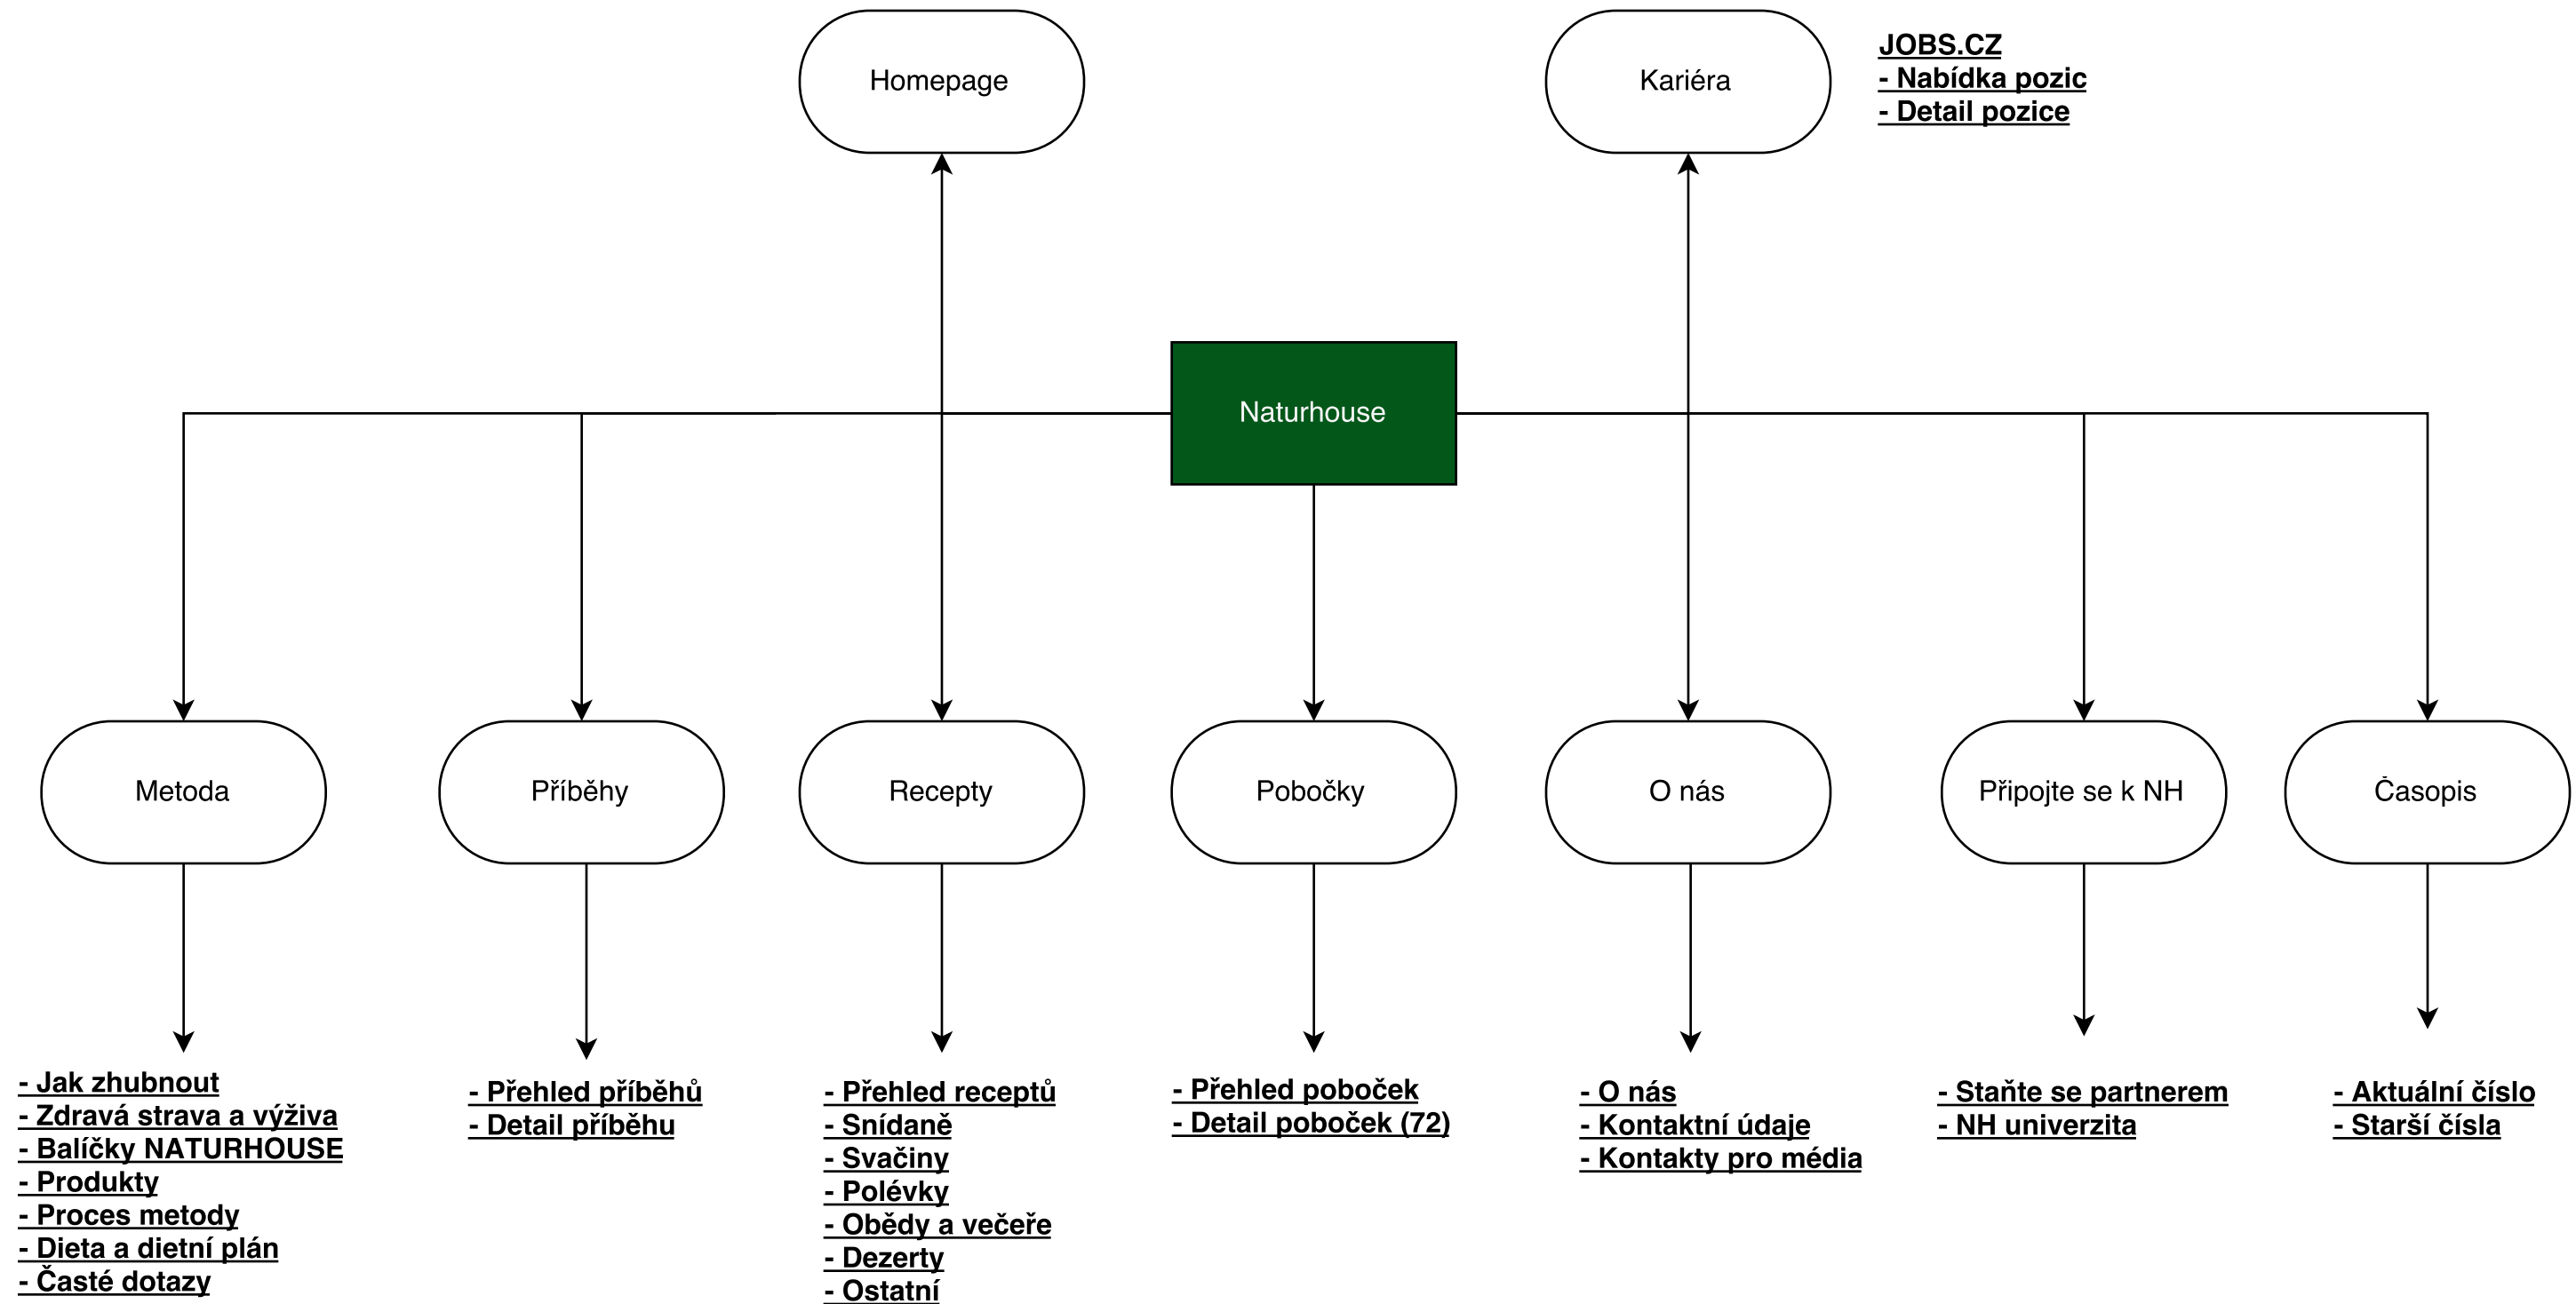 Homepage
Kariéra
JOBS.CZ
- Nabídka pozic
- Detail pozice
Naturhouse
Metoda
Příběhy
Recepty
Pobočky
O nás
Připojte se k NH
Časopis
- Jak zhubnout
- Zdravá strava a výživa
- Balíčky NATURHOUSE
- Produkty
- Proces metody
- Dieta a dietní plán
- Časté dotazy
- Přehled příběhů
- Detail příběhu
- Přehled receptů
- Snídaně
- Svačiny
- Polévky
- Obědy a večeře
- Dezerty
- Ostatní
- Přehled poboček
- Detail poboček (72)
- O nás
- Kontaktní údaje
- Kontakty pro média
- Staňte se partnerem
- NH univerzita
- Aktuální číslo
- Starší čísla